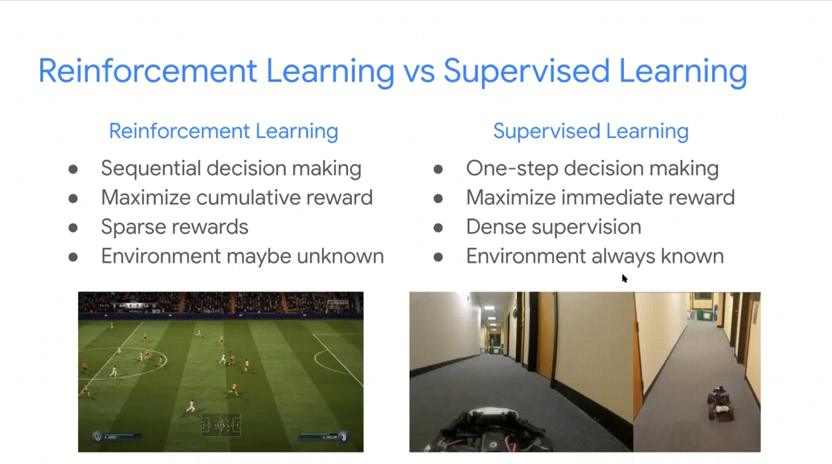 Reinforcement Learning vs Supervised Learning
Reinforcement Learning
● Sequential decision making
● Maximize cumulative reward
● Sparse rewards
● Environment maybe unknown
Supervised Learning
● One-step decision making
● Maximize immediate reward
● Dense supervision
● Environment always known